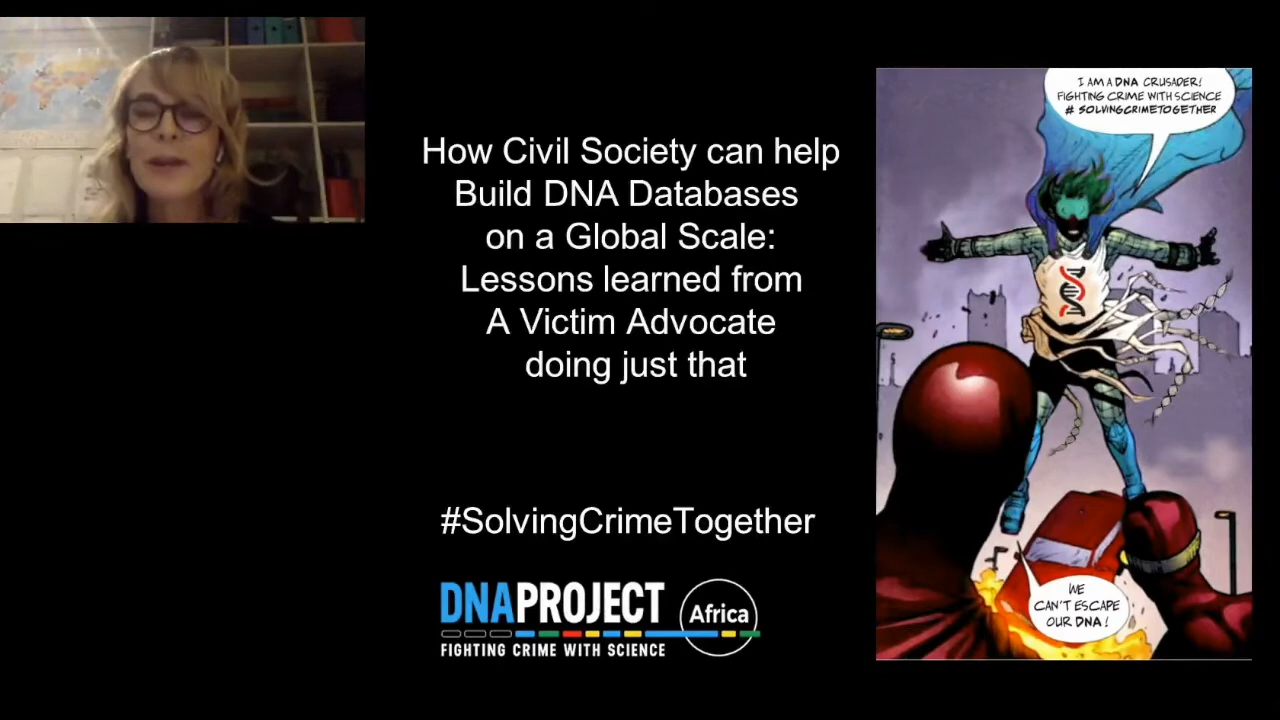 How Civil Society can help
Build DNA Databases
on a Global Scale:
Lessons learned from
A Victim Advocate
doing just that
#SolvingCrimeTogether
DNAPROJECT
Africa
FIGHTING CRIME WITH SCIENCE
I AM A DNA CRUSADER!
FIGHTING CRIME WITH SCIENCE
# SOLVINGCRIMETOGETHER
WE
CAN'T ESCAPE
OUR DNA!